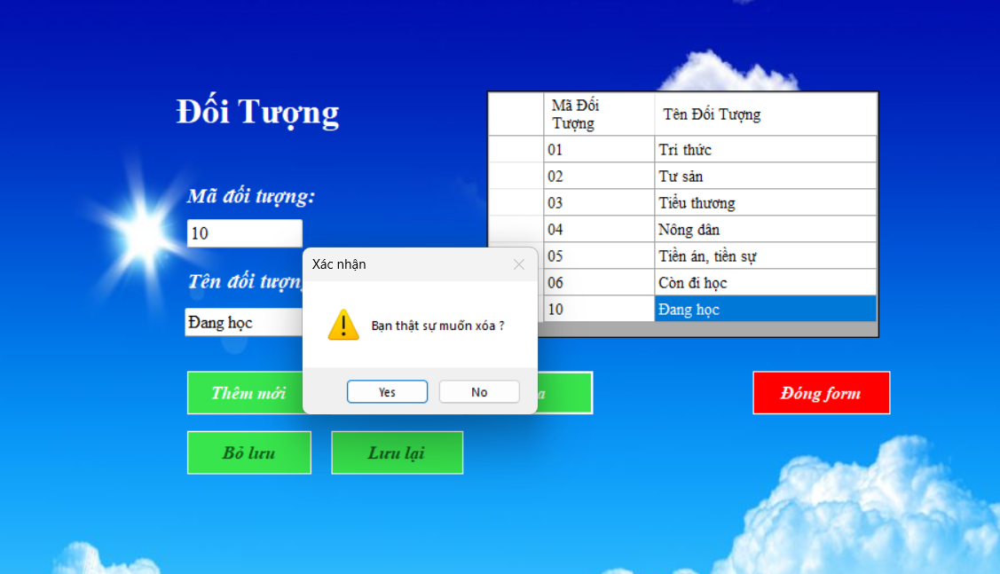 Đối Tượng
Mã đối tượng:
10
Tên đối tượn
Đang học
Mã Đối
Tượng
Tên Đối Tượng
01 Tri thức
02 Tư sản
03 Tiểu thương
04 Nông dân
05 Tiền án, tiền sự
06 Còn đi học
10 Đang học
Xác nhận
Bạn thật sự muốn xóa ?
Yes No
Thêm mới
Đóng form
Bỏ lưu Lưu lại